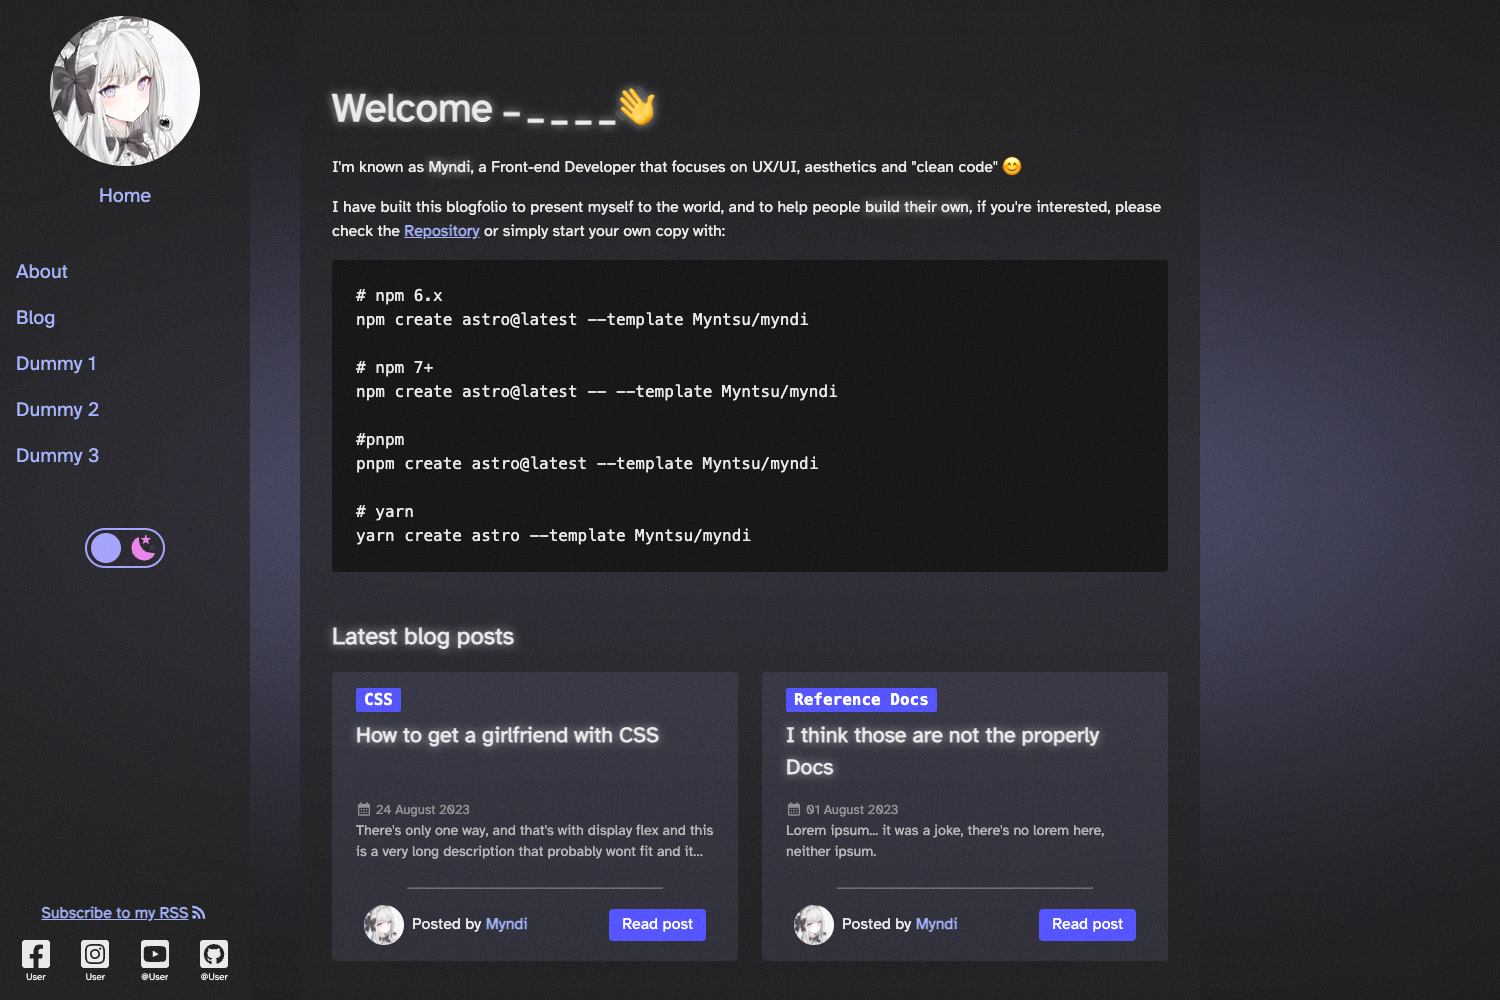 Home
About
Blog
Dummy 1
Dummy 2
Dummy 3
Subscribe to my RSS
User
User
@User
@User
Welcome -_ _ _ _👋
I'm known as Myndi, a Front-end Developer that focuses on UX/UI, aesthetics and "clean code" 😊
I have built this blogfolio to present myself to the world, and to help people build their own, if you're interested, please
check the Repository or simply start your own copy with:
# npm 6.x
npm create astro@latest --template Myntsu/myndi
# npm 7+
npm create astro@latest -- --template Myntsu/myndi
#pnpm
pnpm create astro@latest --template Myntsu/myndi
# yarn
yarn create astro --template Myntsu/myndi
Latest blog posts
CSS
How to get a girlfriend with CSS
24 August 2023
There's only one way, and that's with display flex and this
is a very long description that probably wont fit and it...
Posted by Myndi
Read post
Reference Docs
I think those are not the properly
Docs
01 August 2023
Lorem ipsum... it was a joke, there's no lorem here,
neither ipsum.
Posted by Myndi
Read post